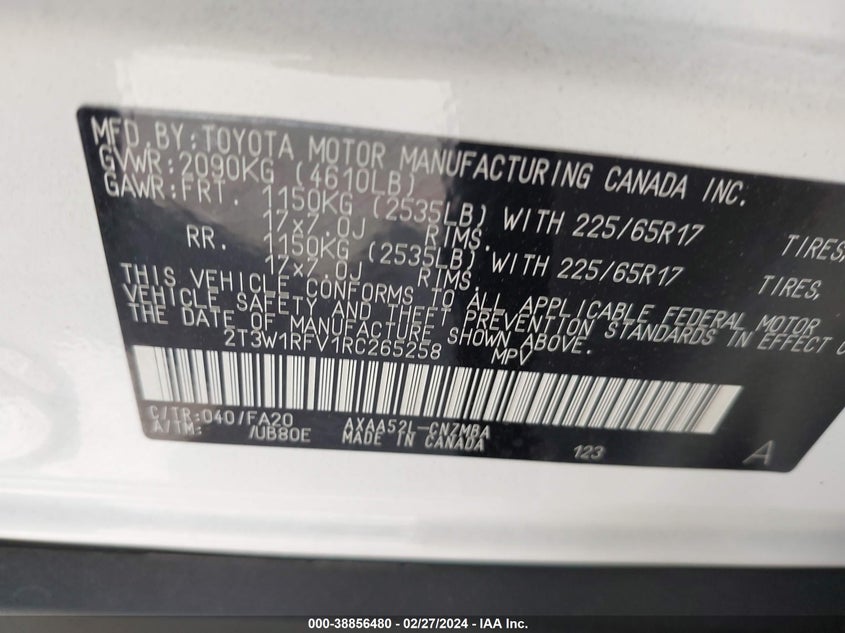 MFD.BY:TOYOTA MOTOR MANUFACTURING CANADA INC.
GVWR:2090KG (4610LB)
GAWR:FRT. 1150KG (2535LB) WITH 225/65R17 TIRES,
17x7.0J RIMS.
RR. 1150KG (2535LB) WITH 225/65R17 TIRES,
17x7.0J RIMS.
THIS VEHICLE CONFORMS TO ALL APPLICABLE FEDERAL MOTOR
VEHICLE SAFETY AND THEFT PREVENTION STANDARDS IN EFFECT
THE DATE OF MANUFACTURE SHOWN ABOVE.
2T3W1RFV1RC265258 MPV
C/TR:040/FA20 AXAA52L-CNZMBA
A/TM: /UB80E MADE IN CANADA 123 A
000-38856480 — 02/27/2024 — IAA Inc.